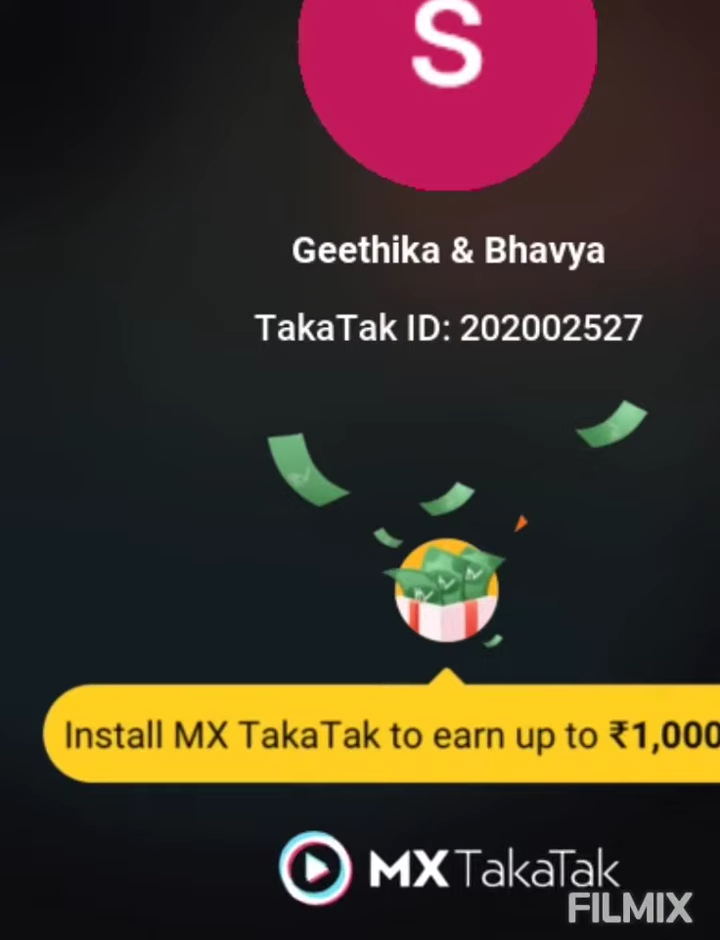 S
Geethika & Bhavya
TakaTak ID: 202002527
Install MX TakaTak to earn up to ₹1,000
MX TakaTak
FILMIX